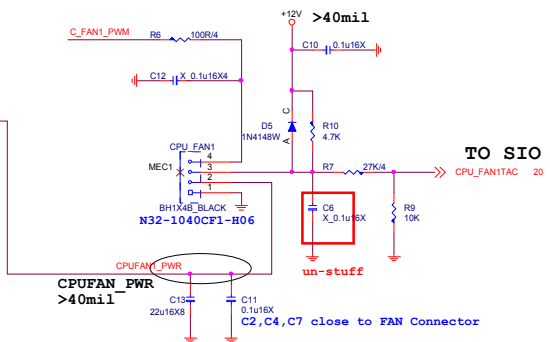 +12V
>40mil
C_FAN1_PWM
R6
100R/4
C10
0.1u16X
C12
X_0.1u16X4
D5
1N4148W
C
A
R10
4.7K
CPU_FAN1
MEC1
4
3
2
1
BH1X4B_BLACK
N32-1040CF1-H06
R7
27K/4
TO SIO
CPU_FAN1TAC 20
C6
X_0.1u16X
R9
10K
un-stuff
CPUFAN1_PWR
CPUFAN_PWR
>40mil
C13
22u16X8
C11
0.1u16X
C2,C4,C7 close to FAN Connector